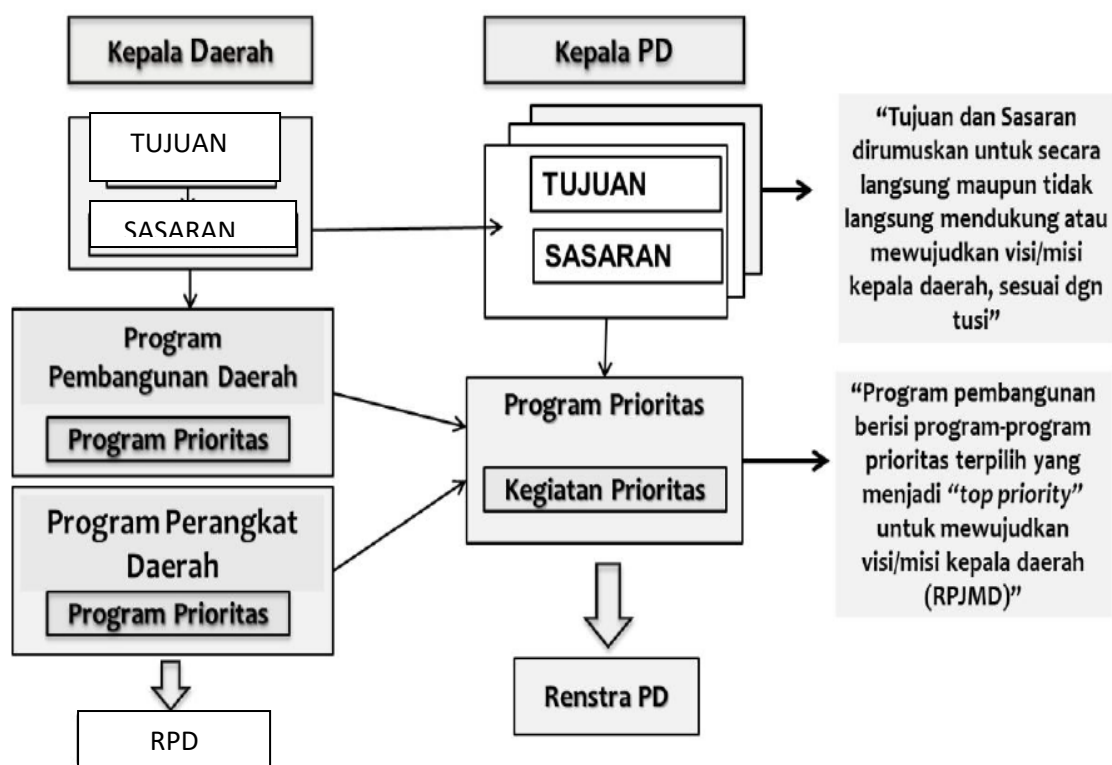 Kepala Daerah
TUJUAN
SASARAN
Program
Pembangunan Daerah
Program Prioritas
Program Perangkat
Daerah
Program Prioritas
RPD
Kepala PD
TUJUAN
SASARAN
Program Prioritas
Kegiatan Prioritas
Renstra PD
“Tujuan dan Sasaran
dirumuskan untuk secara
langsung maupun tidak
langsung mendukung atau
mewujudkan visi/misi
kepala daerah, sesuai dgn
tusi”
“Program pembangunan
berisi program-program
prioritas terpilih yang
menjadi “top priority”
untuk mewujudkan
visi/misi kepala daerah
(RPJMD)”